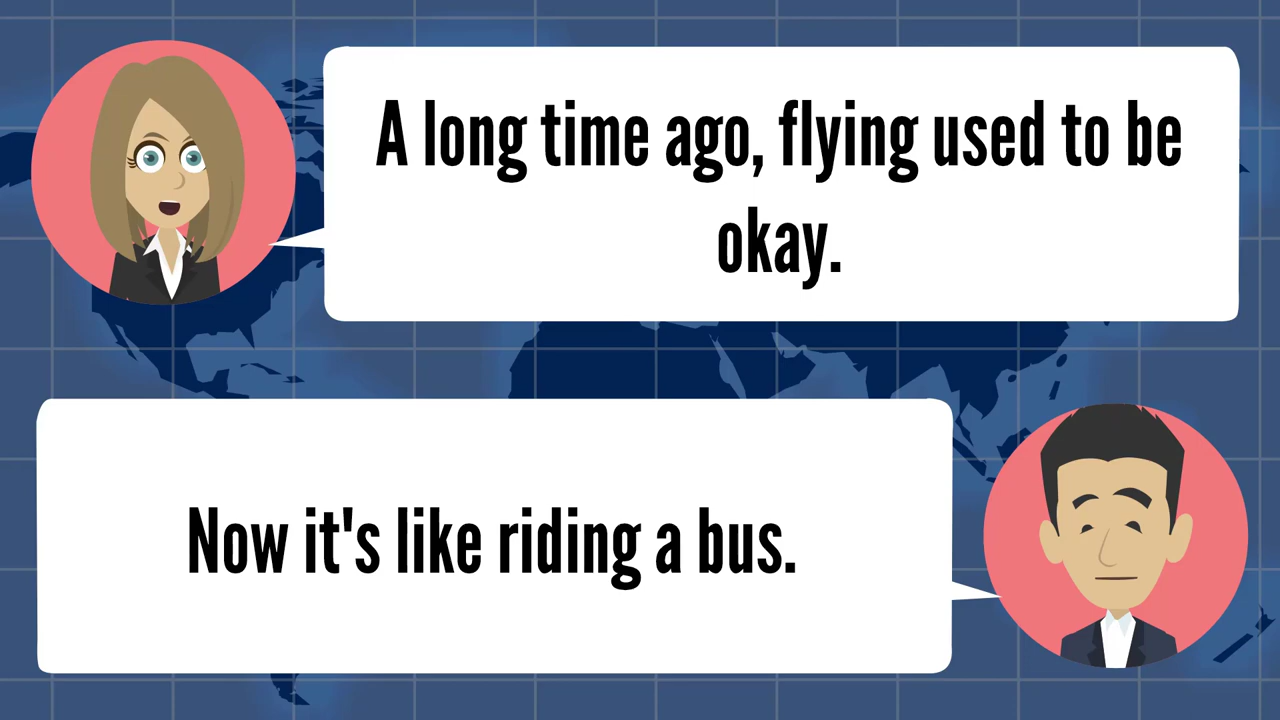 A long time ago, flying used to be
okay.
Now it's like riding a bus.